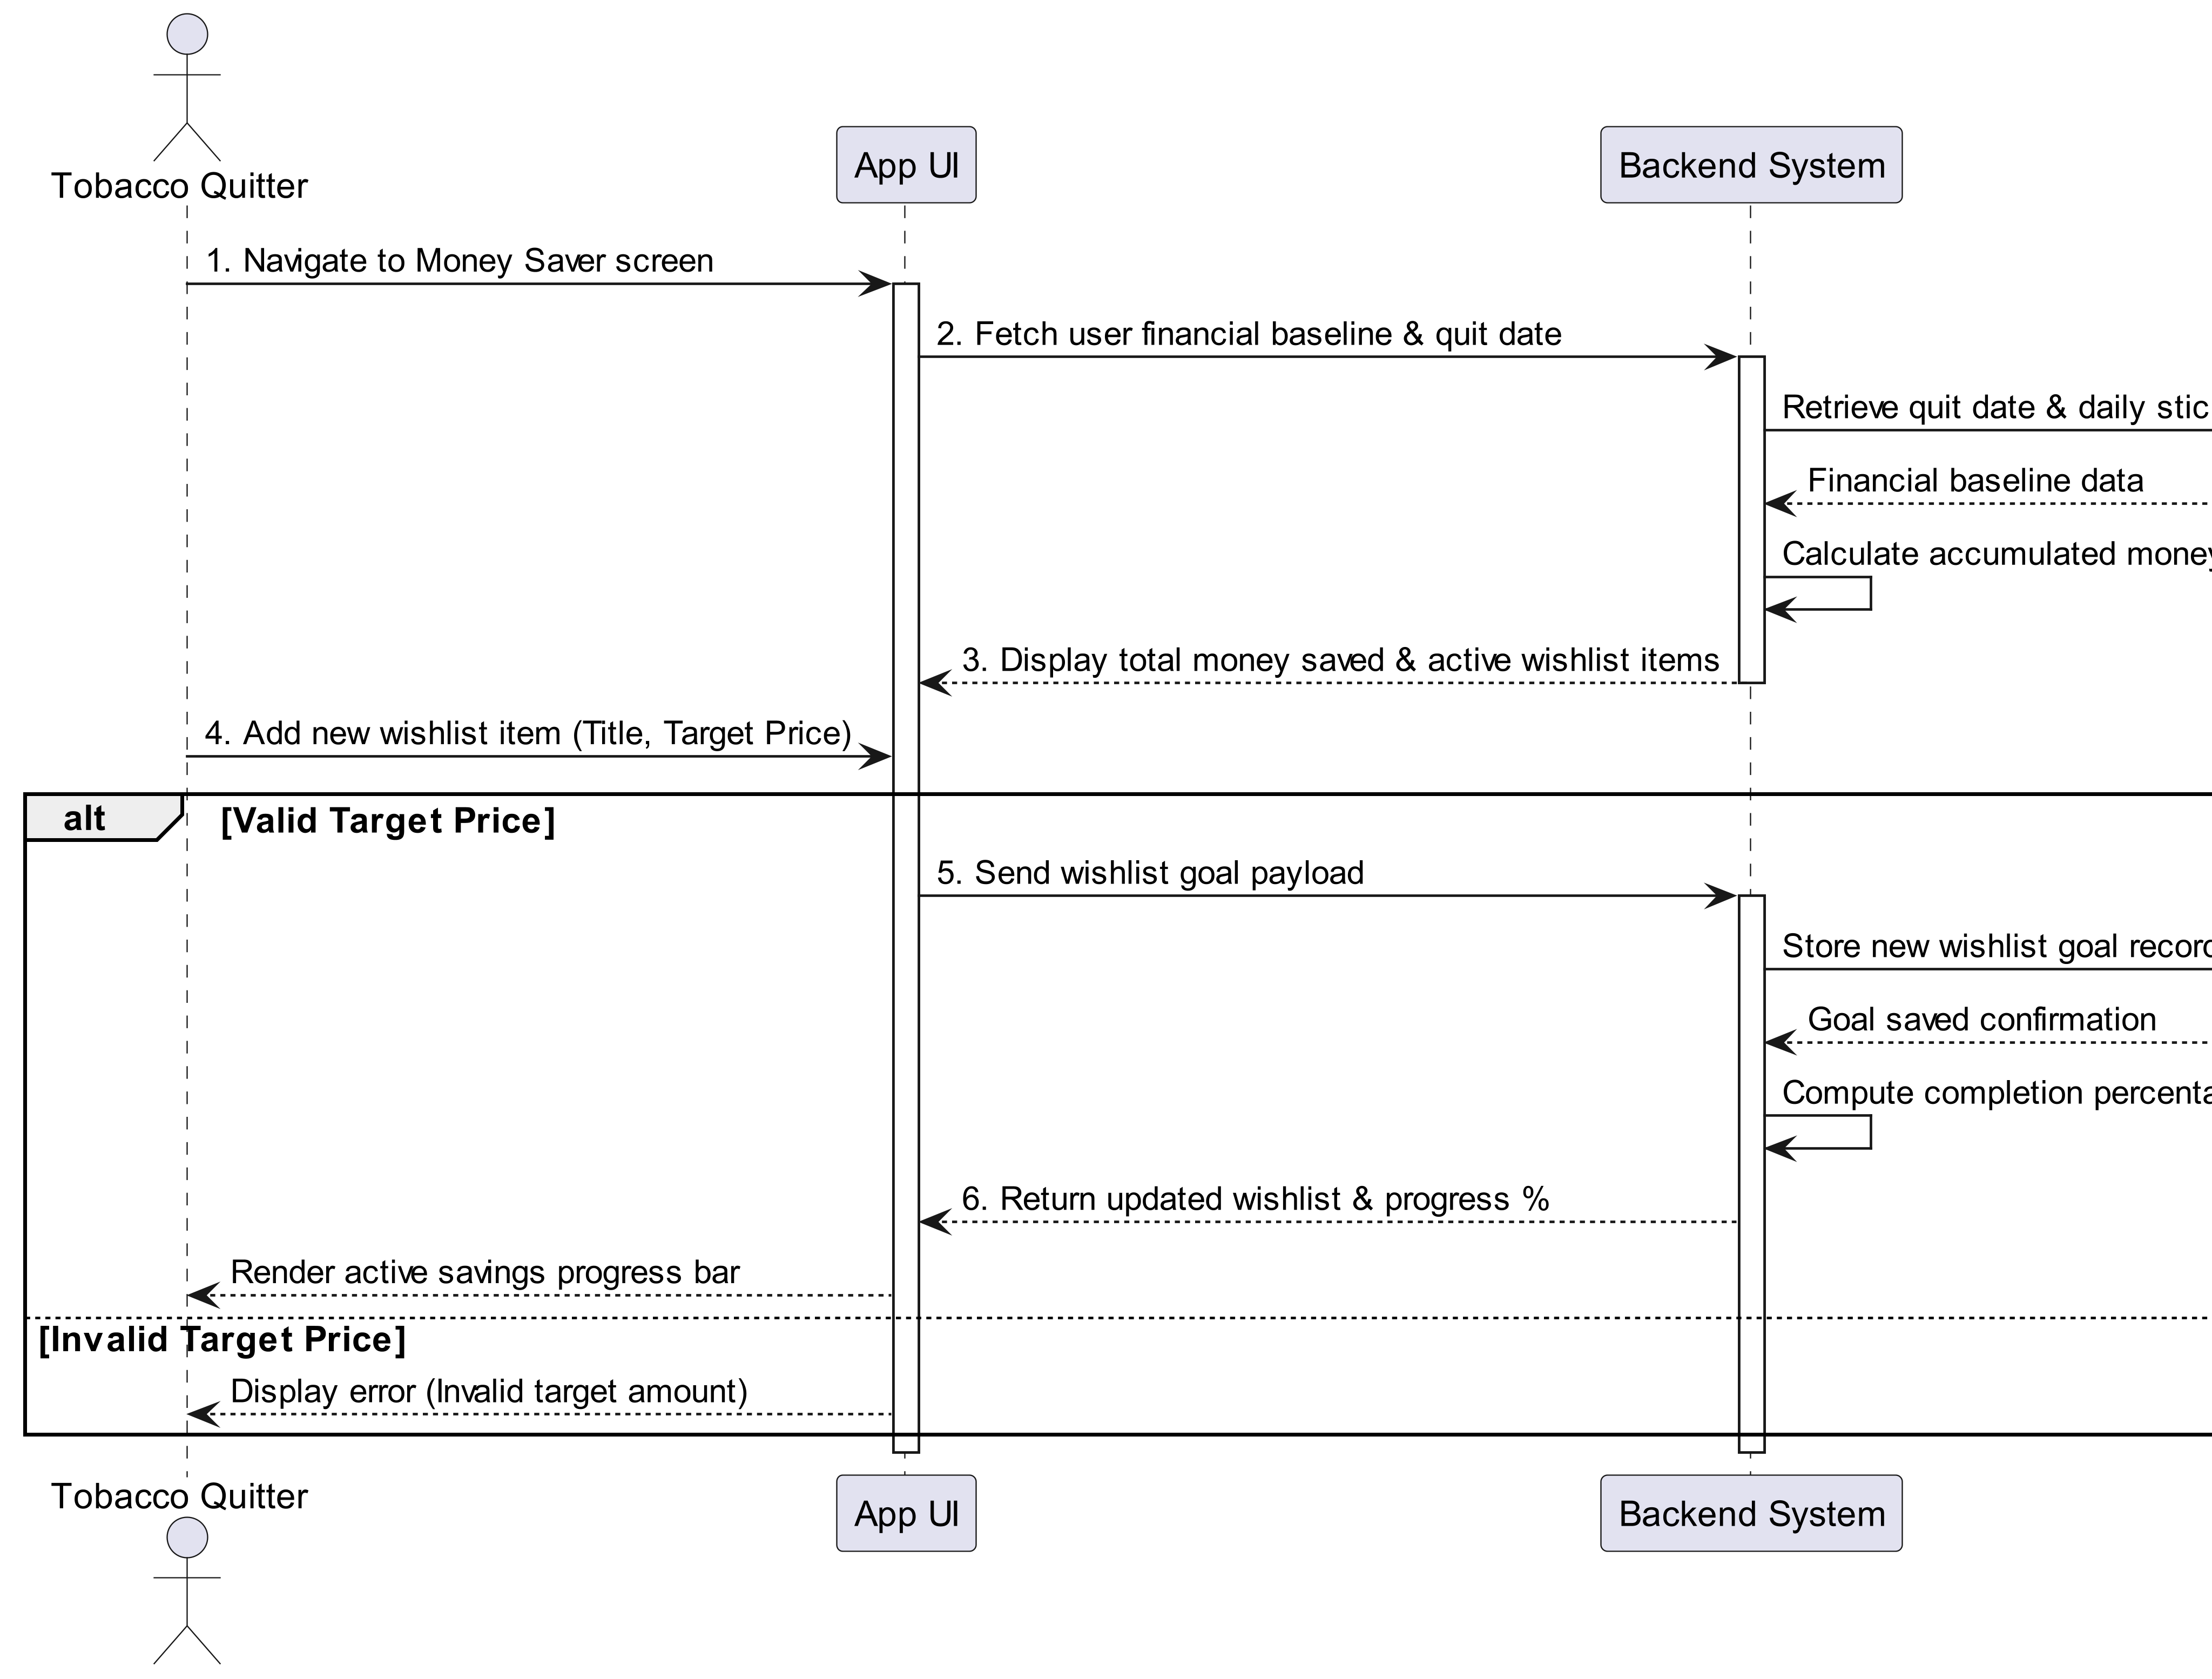 Tobacco Quitter
App UI
Backend System
1. Navigate to Money Saver screen
2. Fetch user financial baseline & quit date
Retrieve quit date & daily
Financial baseline data
Calculate accumulated money
3. Display total money saved & active wishlist items
4. Add new wishlist item (Title, Target Price)
alt
[Valid Target Price]
5. Send wishlist goal payload
Store new wishlist goal
Goal saved confirmation
Compute completion
6. Return updated wishlist & progress %
Render active savings progress bar
[Invalid Target Price]
Display error (Invalid target amount)
Tobacco Quitter
App UI
Backend System